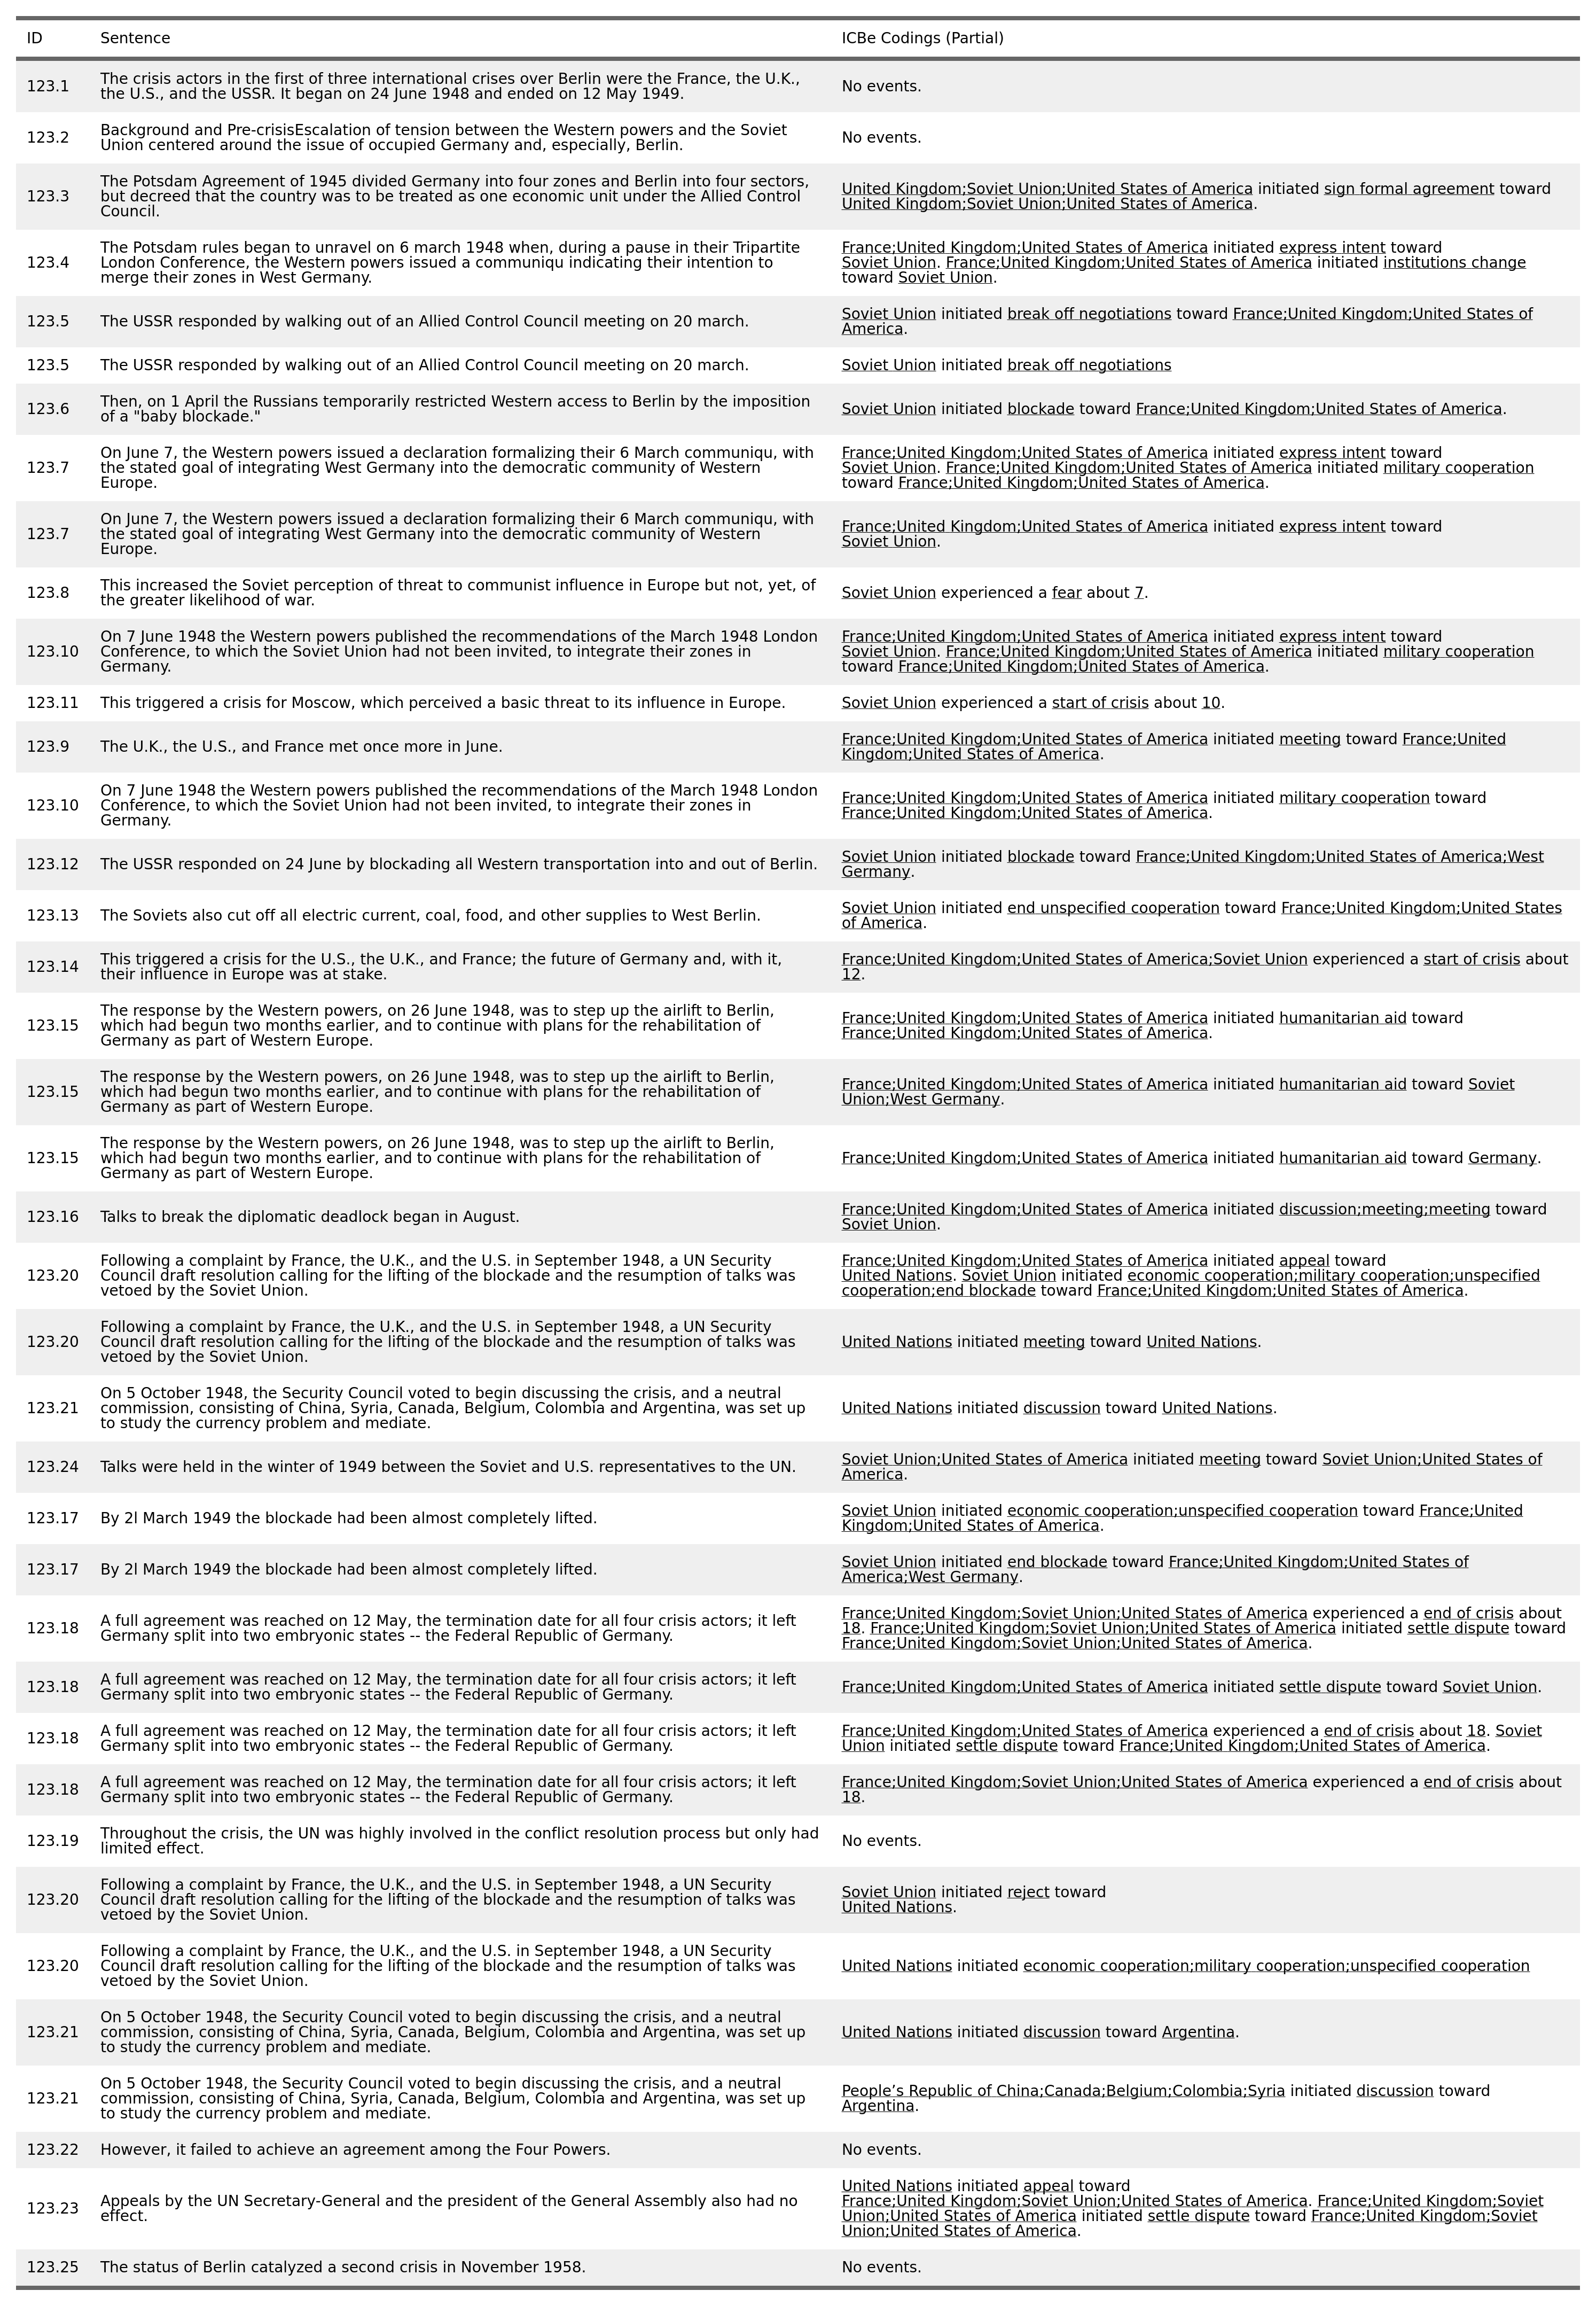 ID Sentence ICBe Codings (Partial)
123.1 The crisis actors in the first of three international crises over Berlin were the France, the U.K.,
the U.S., and the USSR. It began on 24 June 1948 and ended on 12 May 1949.
No events.
123.2 Background and Pre-crisisEscalation of tension between the Western powers and the Soviet
Union centered around the issue of occupied Germany and, especially, Berlin.
No events.
123.3 The Potsdam Agreement of 1945 divided Germany into four zones and Berlin into four sectors,
but decreed that the country was to be treated as one economic unit under the Allied Control
Council.
United Kingdom;Soviet Union;United States of America initiated sign formal agreement toward
United Kingdom;Soviet Union;United States of America.
123.4 The Potsdam rules began to unravel on 6 march 1948 when, during a pause in their Tripartite
London Conference, the Western powers issued a communiqu indicating their intention to
merge their zones in West Germany.
France;United Kingdom;United States of America initiated express intent toward
Soviet Union. France;United Kingdom;United States of America initiated institutions change
toward Soviet Union.
123.5 The USSR responded by walking out of an Allied Control Council meeting on 20 march.
Soviet Union initiated break off negotiations toward France;United Kingdom;United States of
America.
123.5 The USSR responded by walking out of an Allied Control Council meeting on 20 march.
Soviet Union initiated break off negotiations
123.6 Then, on 1 April the Russians temporarily restricted Western access to Berlin by the imposition
of a "baby blockade."
Soviet Union initiated blockade toward France;United Kingdom;United States of America.
123.7 On June 7, the Western powers issued a declaration formalizing their 6 March communiqu, with
the stated goal of integrating West Germany into the democratic community of Western
Europe.
France;United Kingdom;United States of America initiated express intent toward
Soviet Union. France;United Kingdom;United States of America initiated military cooperation
toward France;United Kingdom;United States of America.
123.7 On June 7, the Western powers issued a declaration formalizing their 6 March communiqu, with
the stated goal of integrating West Germany into the democratic community of Western
Europe.
France;United Kingdom;United States of America initiated express intent toward
Soviet Union.
123.8 This increased the Soviet perception of threat to communist influence in Europe but not, yet, of
the greater likelihood of war.
Soviet Union experienced a fear about 7.
123.10 On 7 June 1948 the Western powers published the recommendations of the March 1948 London
Conference, to which the Soviet Union had not been invited, to integrate their zones in
Germany.
France;United Kingdom;United States of America initiated express intent toward
Soviet Union. France;United Kingdom;United States of America initiated military cooperation
toward France;United Kingdom;United States of America.
123.11 This triggered a crisis for Moscow, which perceived a basic threat to its influence in Europe.
Soviet Union experienced a start of crisis about 10.
123.9 The U.K., the U.S., and France met once more in June.
France;United Kingdom;United States of America initiated meeting toward France;United
Kingdom;United States of America.
123.10 On 7 June 1948 the Western powers published the recommendations of the March 1948 London
Conference, to which the Soviet Union had not been invited, to integrate their zones in
Germany.
France;United Kingdom;United States of America initiated military cooperation toward
France;United Kingdom;United States of America.
123.12 The USSR responded on 24 June by blockading all Western transportation into and out of Berlin.
Soviet Union initiated blockade toward France;United Kingdom;United States of America;West
Germany.
123.13 The Soviets also cut off all electric current, coal, food, and other supplies to West Berlin.
Soviet Union initiated end unspecified cooperation toward France;United Kingdom;United States
of America.
123.14 This triggered a crisis for the U.S., the U.K., and France; the future of Germany and, with it,
their influence in Europe was at stake.
France;United Kingdom;United States of America;Soviet Union experienced a start of crisis about
12.
123.15 The response by the Western powers, on 26 June 1948, was to step up the airlift to Berlin,
which had begun two months earlier, and to continue with plans for the rehabilitation of
Germany as part of Western Europe.
France;United Kingdom;United States of America initiated humanitarian aid toward
France;United Kingdom;United States of America.
123.15 The response by the Western powers, on 26 June 1948, was to step up the airlift to Berlin,
which had begun two months earlier, and to continue with plans for the rehabilitation of
Germany as part of Western Europe.
France;United Kingdom;United States of America initiated humanitarian aid toward Soviet
Union;West Germany.
123.15 The response by the Western powers, on 26 June 1948, was to step up the airlift to Berlin,
which had begun two months earlier, and to continue with plans for the rehabilitation of
Germany as part of Western Europe.
France;United Kingdom;United States of America initiated humanitarian aid toward Germany.
123.16 Talks to break the diplomatic deadlock began in August.
France;United Kingdom;United States of America initiated discussion;meeting;meeting toward
Soviet Union.
123.20 Following a complaint by France, the U.K., and the U.S. in September 1948, a UN Security
Council draft resolution calling for the lifting of the blockade and the resumption of talks was
vetoed by the Soviet Union.
France;United Kingdom;United States of America initiated appeal toward
United Nations. Soviet Union initiated economic cooperation;military cooperation;unspecified
cooperation;end blockade toward France;United Kingdom;United States of America.
123.20 Following a complaint by France, the U.K., and the U.S. in September 1948, a UN Security
Council draft resolution calling for the lifting of the blockade and the resumption of talks was
vetoed by the Soviet Union.
United Nations initiated meeting toward United Nations.
123.21 On 5 October 1948, the Security Council voted to begin discussing the crisis, and a neutral
commission, consisting of China, Syria, Canada, Belgium, Colombia and Argentina, was set up
to study the currency problem and mediate.
United Nations initiated discussion toward United Nations.
123.24 Talks were held in the winter of 1949 between the Soviet and U.S. representatives to the UN.
Soviet Union;United States of America initiated meeting toward Soviet Union;United States of
America.
123.17 By 2l March 1949 the blockade had been almost completely lifted.
Soviet Union initiated economic cooperation;unspecified cooperation toward France;United
Kingdom;United States of America.
123.17 By 2l March 1949 the blockade had been almost completely lifted.
Soviet Union initiated end blockade toward France;United Kingdom;United States of
America;West Germany.
123.18 A full agreement was reached on 12 May, the termination date for all four crisis actors; it left
Germany split into two embryonic states -- the Federal Republic of Germany.
France;United Kingdom;Soviet Union;United States of America experienced a end of crisis about
18. France;United Kingdom;Soviet Union;United States of America initiated settle dispute toward
France;United Kingdom;Soviet Union;United States of America.
123.18 A full agreement was reached on 12 May, the termination date for all four crisis actors; it left
Germany split into two embryonic states -- the Federal Republic of Germany.
France;United Kingdom;United States of America initiated settle dispute toward Soviet Union.
123.18 A full agreement was reached on 12 May, the termination date for all four crisis actors; it left
Germany split into two embryonic states -- the Federal Republic of Germany.
France;United Kingdom;United States of America experienced a end of crisis about 18. Soviet
Union initiated settle dispute toward France;United Kingdom;United States of America.
123.18 A full agreement was reached on 12 May, the termination date for all four crisis actors; it left
Germany split into two embryonic states -- the Federal Republic of Germany.
France;United Kingdom;Soviet Union;United States of America experienced a end of crisis about
18.
123.19 Throughout the crisis, the UN was highly involved in the conflict resolution process but only had
limited effect.
No events.
123.20 Following a complaint by France, the U.K., and the U.S. in September 1948, a UN Security
Council draft resolution calling for the lifting of the blockade and the resumption of talks was
vetoed by the Soviet Union.
Soviet Union initiated reject toward
United Nations.
123.20 Following a complaint by France, the U.K., and the U.S. in September 1948, a UN Security
Council draft resolution calling for the lifting of the blockade and the resumption of talks was
vetoed by the Soviet Union.
United Nations initiated economic cooperation;military cooperation;unspecified cooperation
123.21 On 5 October 1948, the Security Council voted to begin discussing the crisis, and a neutral
commission, consisting of China, Syria, Canada, Belgium, Colombia and Argentina, was set up
to study the currency problem and mediate.
United Nations initiated discussion toward Argentina.
123.21 On 5 October 1948, the Security Council voted to begin discussing the crisis, and a neutral
commission, consisting of China, Syria, Canada, Belgium, Colombia and Argentina, was set up
to study the currency problem and mediate.
People’s Republic of China;Canada;Belgium;Colombia;Syria initiated discussion toward
Argentina.
123.22 However, it failed to achieve an agreement among the Four Powers.
No events.
123.23 Appeals by the UN Secretary-General and the president of the General Assembly also had no
effect.
United Nations initiated appeal toward
France;United Kingdom;Soviet Union;United States of America. France;United Kingdom;Soviet
Union;United States of America initiated settle dispute toward France;United Kingdom;Soviet
Union;United States of America.
123.25 The status of Berlin catalyzed a second crisis in November 1958.
No events.